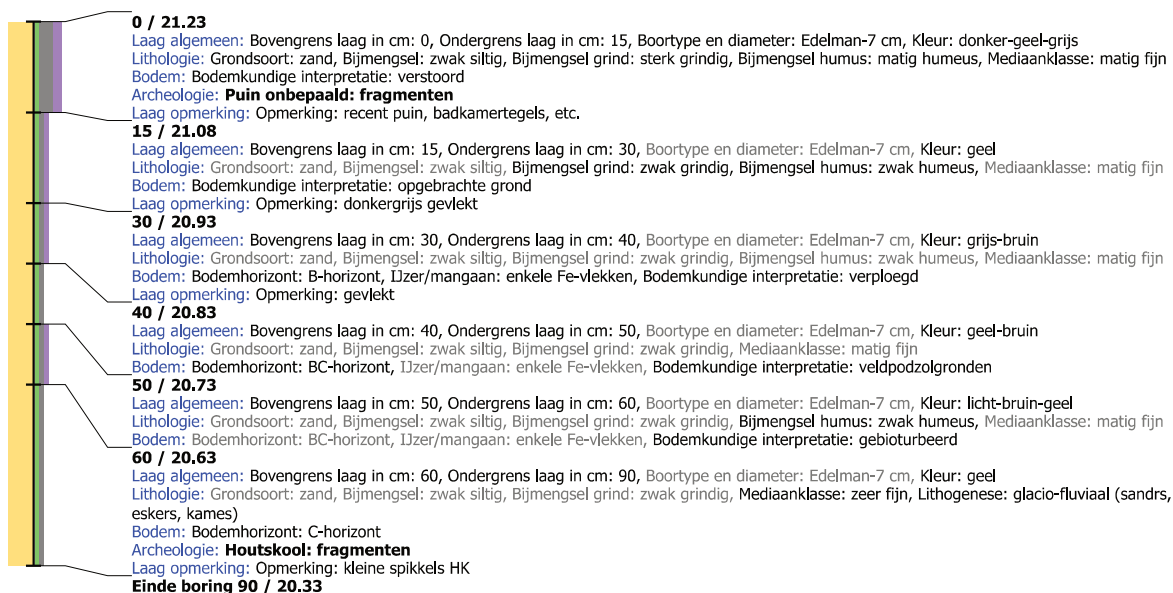 0 / 21.23
Laag algemeen: Bovengrens laag in cm: 0, Ondergrens laag in cm: 15, Boortype en diameter: Edelman-7 cm, Kleur: donker-geel-grijs
Lithologie: Grondsoort: zand, Bijmengsel: zwak siltig, Bijmengsel grind: sterk grindig, Bijmengsel humus: matig humeus, Mediaanklasse: matig fijn
Bodem: Bodemkundige interpretatie: verstoord
Archeologie: Puin onbepaald: fragmenten
Laag opmerking: Opmerking: recent puin, badkamertegels, etc.
15 / 21.08
Laag algemeen: Bovengrens laag in cm: 15, Ondergrens laag in cm: 30, Boortype en diameter: Edelman-7 cm, Kleur: geel
Lithologie: Grondsoort: zand, Bijmengsel: zwak siltig, Bijmengsel grind: zwak grindig, Bijmengsel humus: zwak humeus, Mediaanklasse: matig fijn
Bodem: Bodemkundige interpretatie: opgebrachte grond
Laag opmerking: Opmerking: donkergrijs gevlekt
30 / 20.93
Laag algemeen: Bovengrens laag in cm: 30, Ondergrens laag in cm: 40, Boortype en diameter: Edelman-7 cm, Kleur: grijs-bruin
Lithologie: Grondsoort: zand, Bijmengsel: zwak siltig, Bijmengsel grind: zwak grindig, Bijmengsel humus: zwak humeus, Mediaanklasse: matig fijn
Bodem: Bodemhorizont: B-horizont, IJzer/mangaan: enkele Fe-vlekken, Bodemkundige interpretatie: verploegd
Laag opmerking: Opmerking: gevlekt
40 / 20.83
Laag algemeen: Bovengrens laag in cm: 40, Ondergrens laag in cm: 50, Boortype en diameter: Edelman-7 cm, Kleur: geel-bruin
Lithologie: Grondsoort: zand, Bijmengsel: zwak siltig, Bijmengsel grind: zwak grindig, Mediaanklasse: matig fijn
Bodem: Bodemhorizont: BC-horizont, IJzer/mangaan: enkele Fe-vlekken, Bodemkundige interpretatie: veldpodzolgronden
50 / 20.73
Laag algemeen: Bovengrens laag in cm: 50, Ondergrens laag in cm: 60, Boortype en diameter: Edelman-7 cm, Kleur: licht-bruin-geel
Lithologie: Grondsoort: zand, Bijmengsel: zwak siltig, Bijmengsel grind: zwak grindig, Bijmengsel humus: zwak humeus, Mediaanklasse: matig fijn
Bodem: Bodemhorizont: BC-horizont, IJzer/mangaan: enkele Fe-vlekken, Bodemkundige interpretatie: gebioturbeerd
60 / 20.63
Laag algemeen: Bovengrens laag in cm: 60, Ondergrens laag in cm: 90, Boortype en diameter: Edelman-7 cm, Kleur: geel
Lithologie: Grondsoort: zand, Bijmengsel: zwak siltig, Bijmengsel grind: zwak grindig, Mediaanklasse: zeer fijn, Lithogenese: glacio-fluviaal (sandrs,
eskers, kames)
Bodem: Bodemhorizont: C-horizont
Archeologie: Houtskool: fragmenten
Laag opmerking: Opmerking: kleine spikkels HK
Einde boring 90 / 20.33